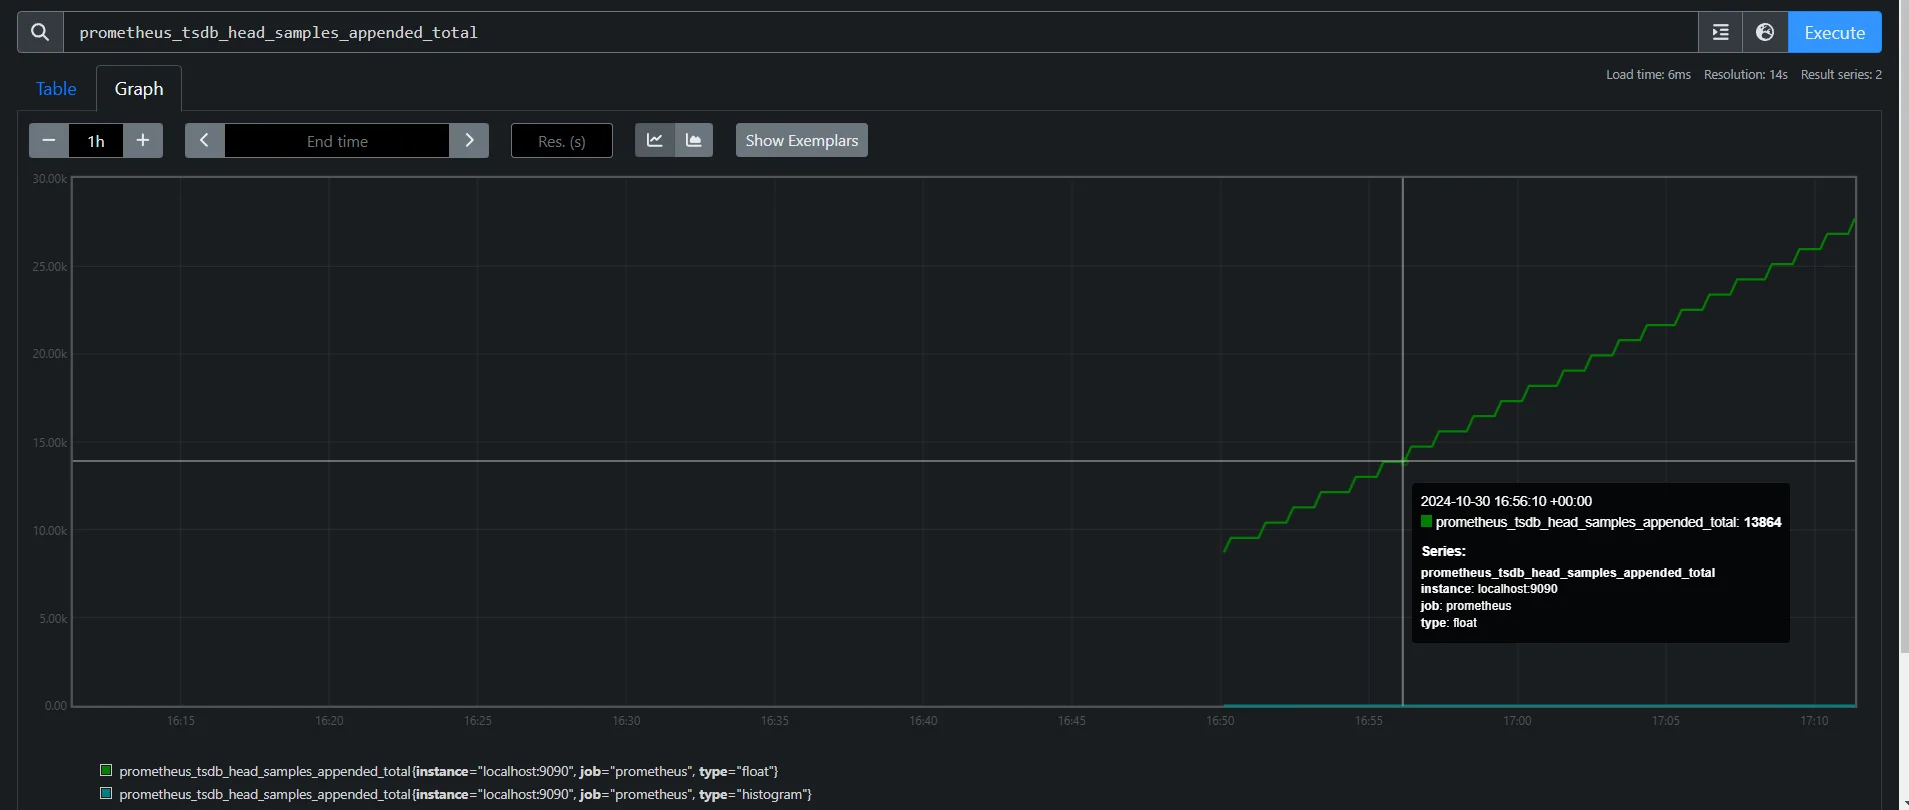 prometheus_tsdb_head_samples_appended_total
Execute
Table
Graph
Load time: 6ms Resolution: 14s Result series: 2
1h
End time
Res. (s)
Show Exemplars
30.00k
25.00k
20.00k
15.00k
10.00k
5.00k
0.00
2024-10-30 16:56:10 +00:00
prometheus_tsdb_head_samples_appended_total: 13864
Series:
prometheus_tsdb_head_samples_appended_total
instance: localhost:9090
job: prometheus
type: float
16:15 16:20 16:25 16:30 16:35 16:40 16:45 16:50 16:55 17:00 17:05 17:10
prometheus_tsdb_head_samples_appended_total{instance="localhost:9090", job="prometheus", type="float"}
prometheus_tsdb_head_samples_appended_total{instance="localhost:9090", job="prometheus", type="histogram"}